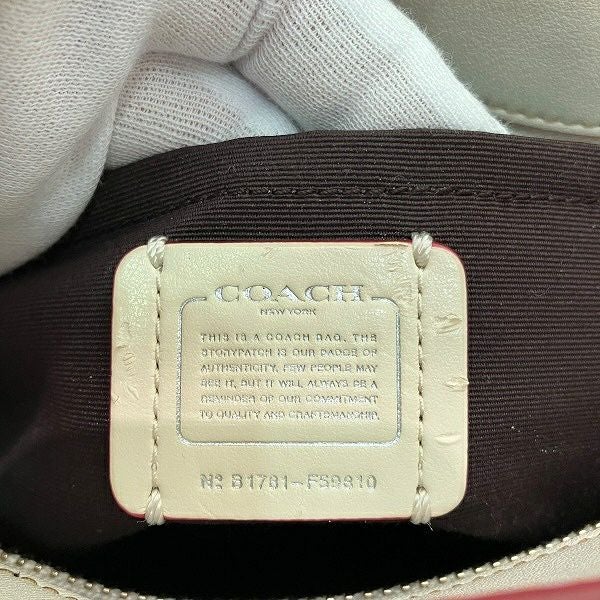 COACH
NEW YORK
THIS IS A COACH BAG. THE
STORYPATCH IS OUR BADGE OF
AUTHENTICITY. FEW PEOPLE MAY
SEE IT, BUT IT WILL ALWAYS BE A
REMINDER OF OUR COMMITMENT
TO QUALITY AND CRAFTSMANSHIP.
Nº B1781-F59810